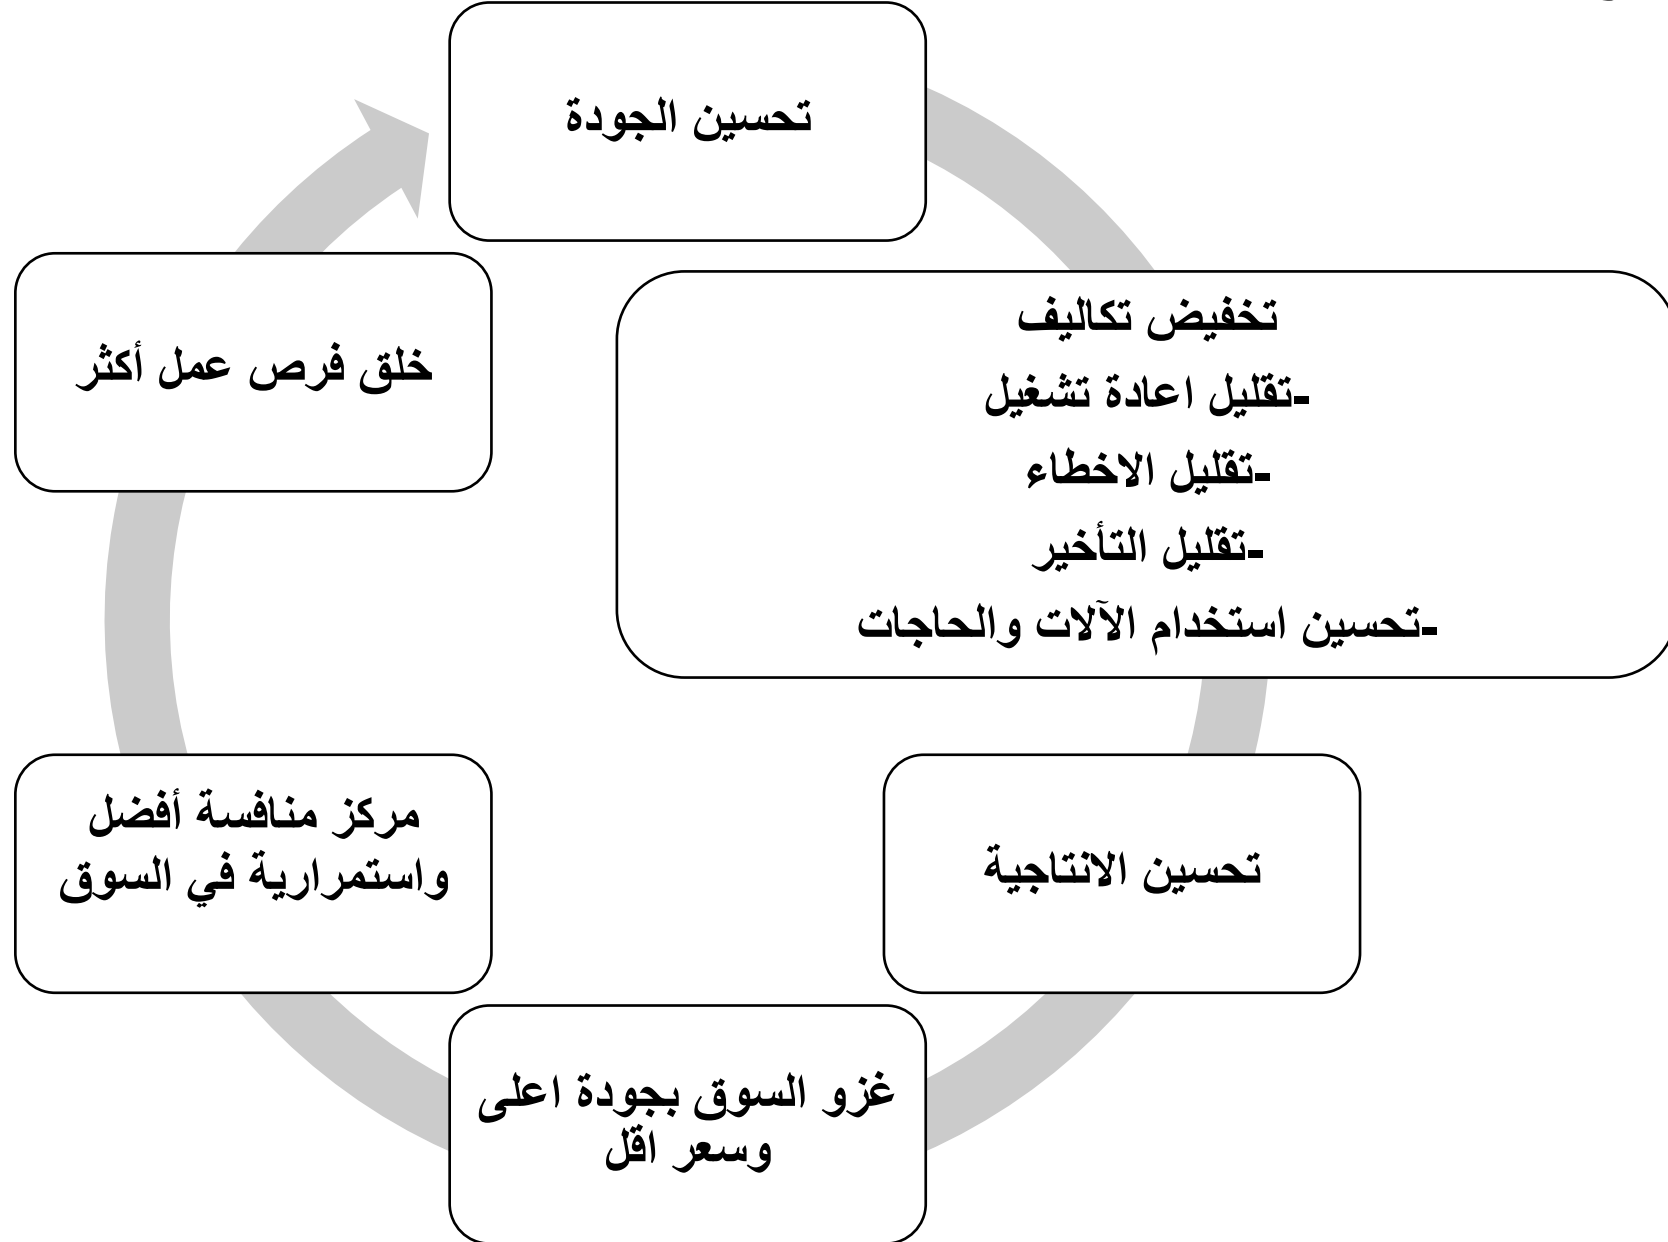 تحسين الجودة
تخفيض تكاليف
-تقليل اعادة تشغيل
-تقليل الاخطاء
-تقليل التأخير
-تحسين استخدام الآلات والحاجات
تحسين الانتاجية
غزو السوق بجودة اعلى
وسعر اقل
مركز منافسة أفضل
واستمرارية في السوق
خلق فرص عمل أكثر